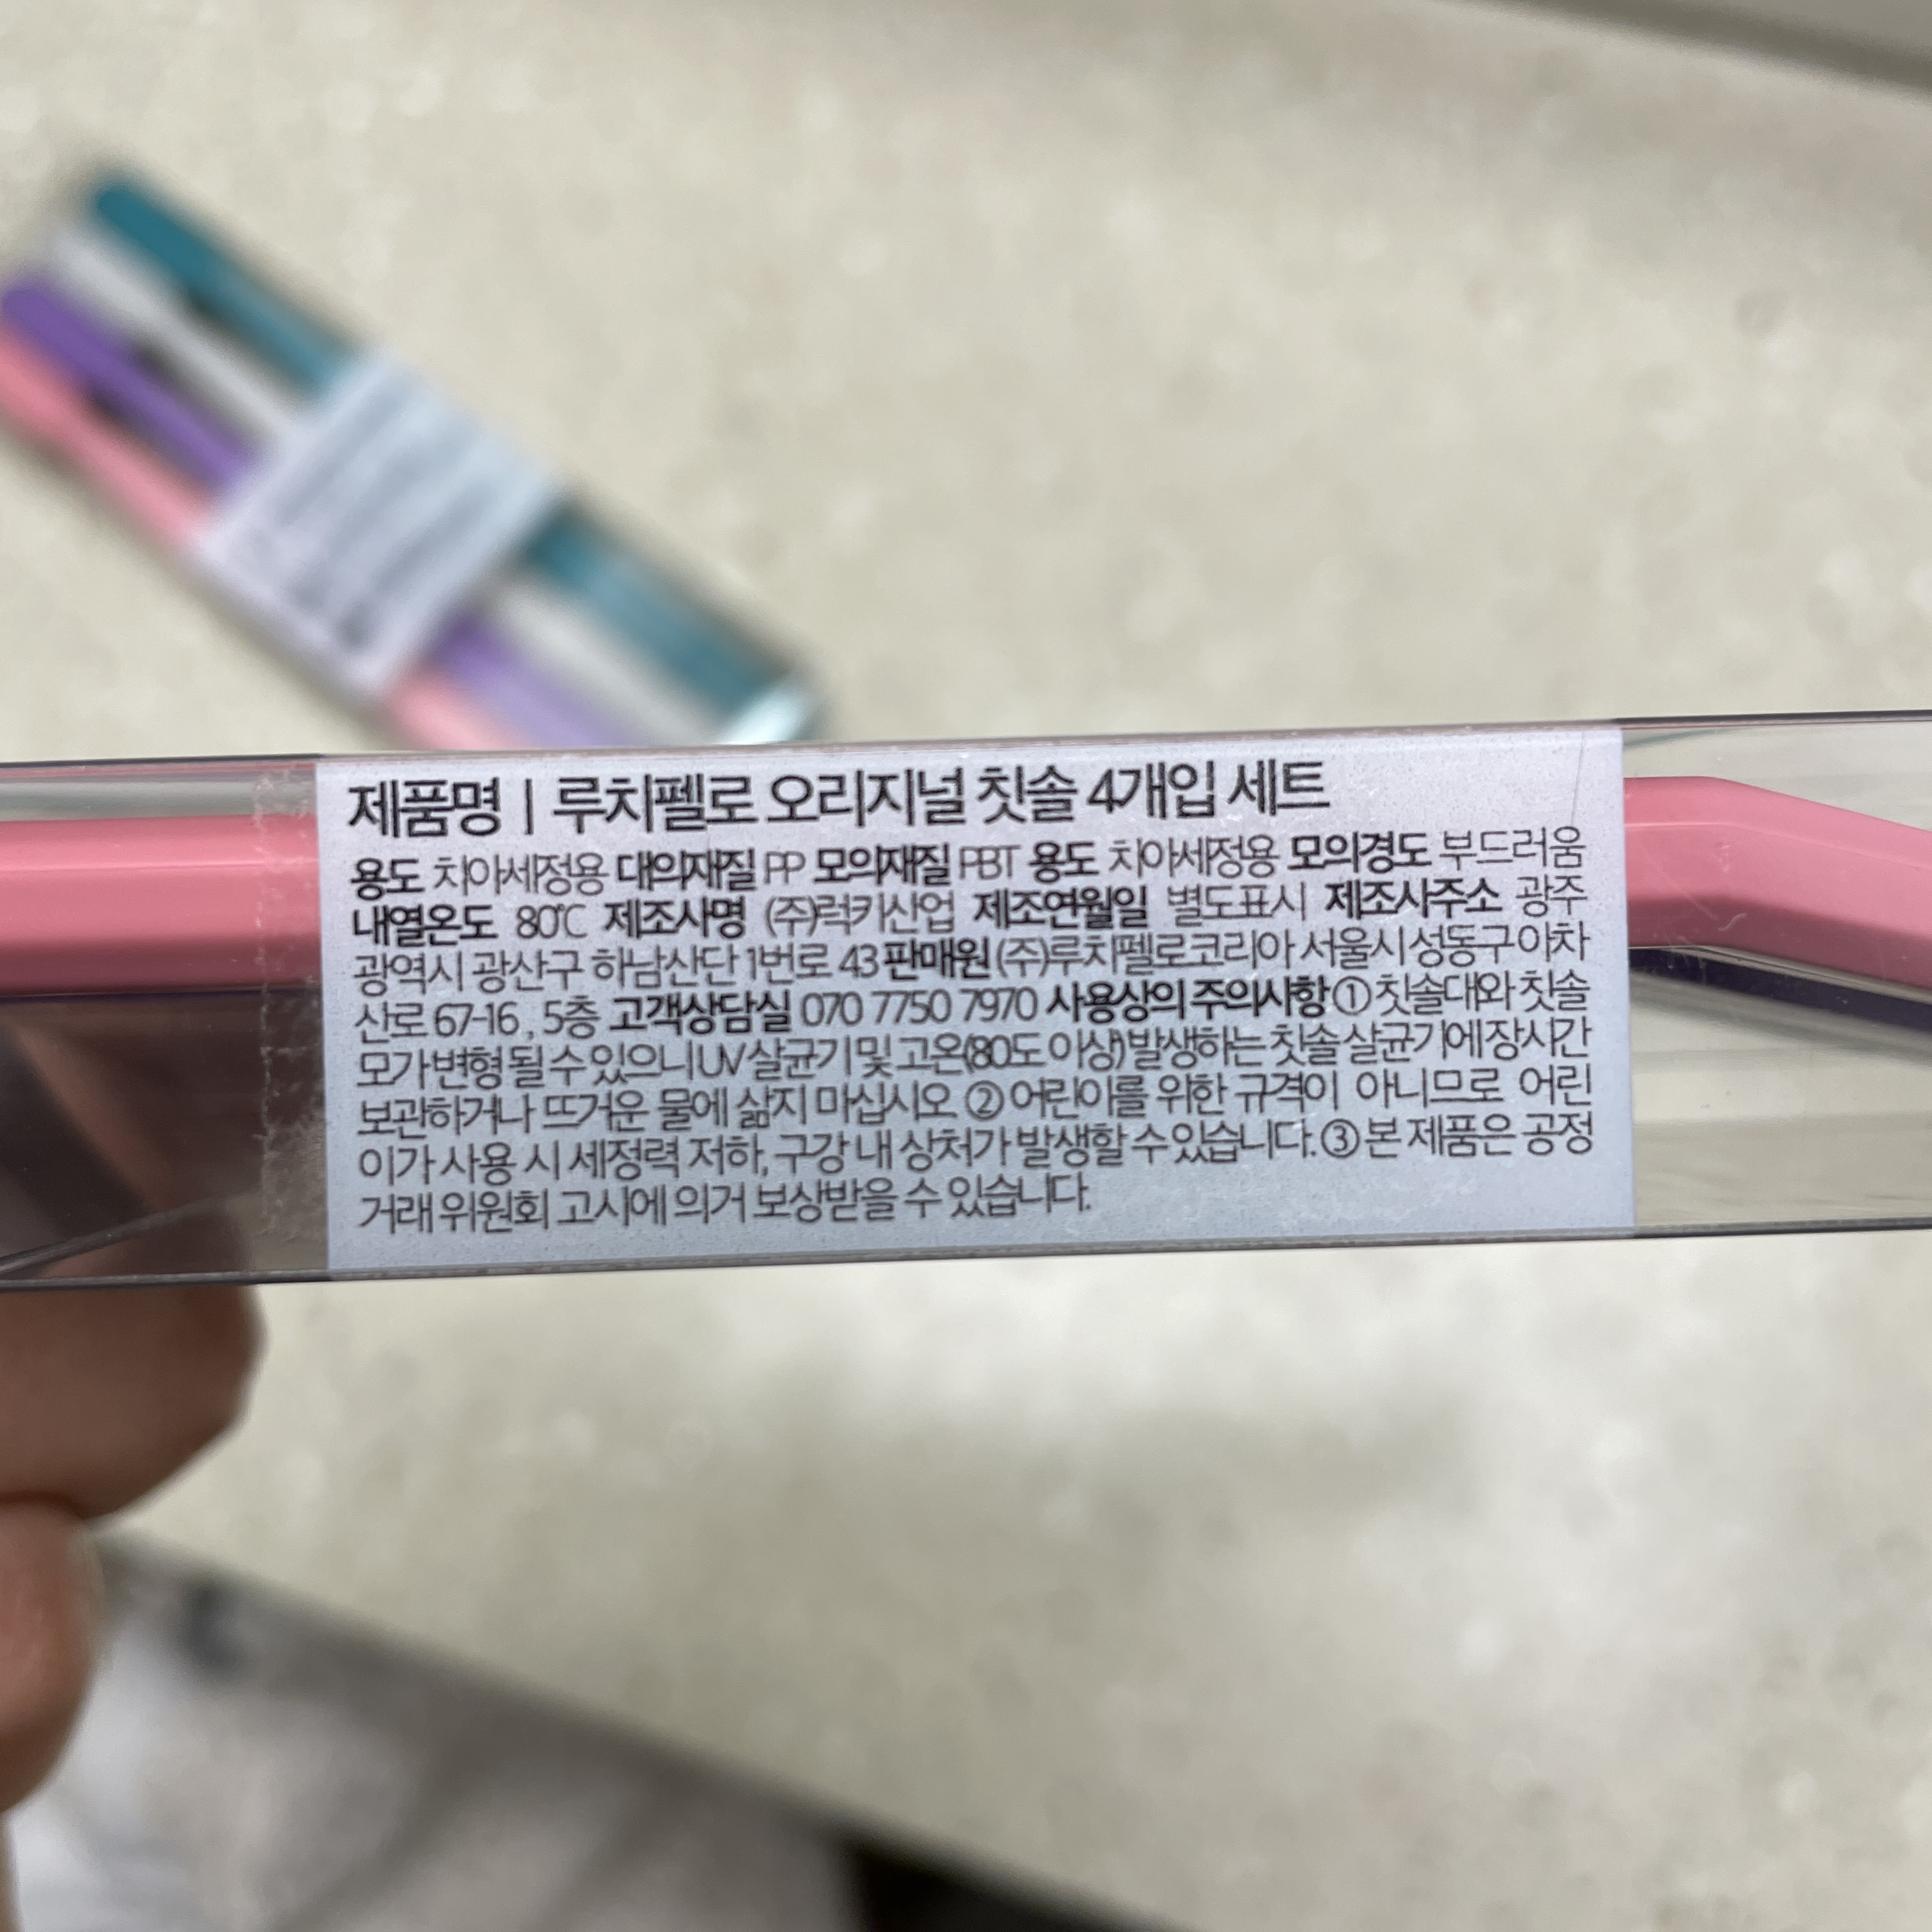 제품명 | 루치펠로 오리지널 칫솔 4개입 세트
용도 치아세정용 대의재질 PP 모의재질 PBT 용도 치아세정용 모의경도 부드러움
내열온도 80℃ 제조사명 (주)럭키산업 제조연월일 별도표시 제조사주소 광주
광역시 광산구 하남산단 1번로 43 판매원 (주)루치펠로코리아 서울시 성동구 아차
산로 67-16 , 5층 고객상담실 070 7750 7970 사용상의 주의사항 ① 칫솔대와 칫솔
모가 변형 될 수 있으니 UV 살균기 및 고온(80도 이상) 발생하는 칫솔 살균기에 장시간
보관하거나 뜨거운 물에 삶지 마십시오 ② 어린이를 위한 규격이 아니므로 어린
이가 사용 시 세정력 저하, 구강 내 상처가 발생할 수 있습니다. ③ 본 제품은 공정
거래 위원회 고시에 의거 보상받을 수 있습니다.